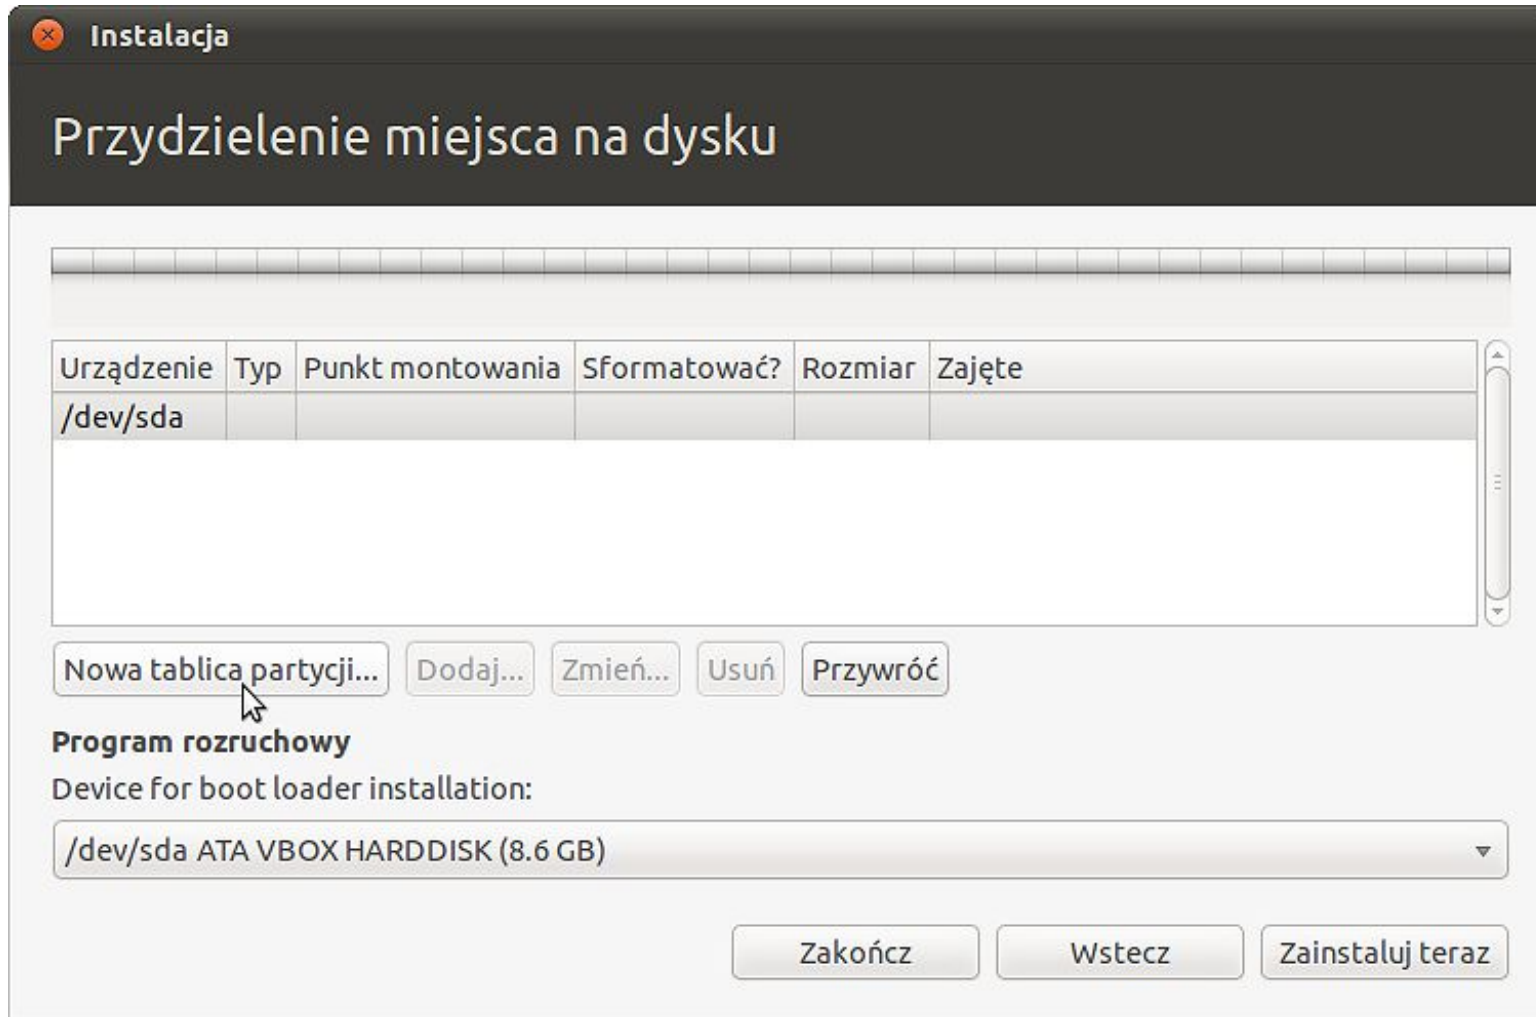 Instalacja
Przydzielenie miejsca na dysku
Urządzenie Typ Punkt montowania Sformatować? Rozmiar Zajęte
/dev/sda
Nowa tablica partycji... Dodaj... Zmień... Usuń Przywróć
Program rozruchowy
Device for boot loader installation:
/dev/sda ATA VBOX HARDDISK (8.6 GB)
Zakończ Wstecz Zainstaluj teraz